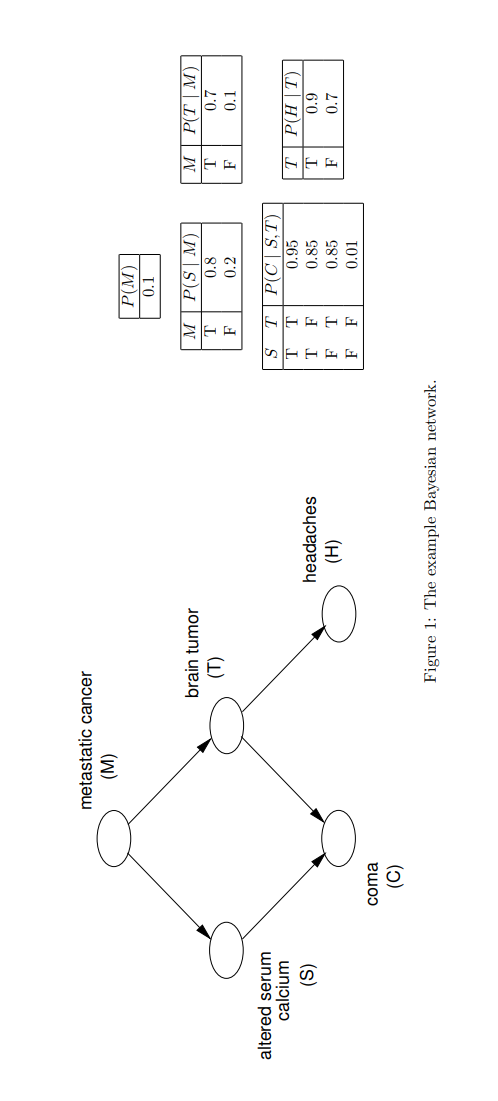 metastatic cancer
(M)
altered serum
calcium
(S)
brain tumor
(T)
coma
(C)
headaches
(H)
P(M)
0.1
M P(S | M)
T 0.8
F 0.2
M P(T | M)
T 0.7
F 0.1
S T P(C | S, T)
T T 0.95
T F 0.85
F T 0.85
F F 0.01
T P(H | T)
T 0.9
F 0.7
Figure 1: The example Bayesian network.